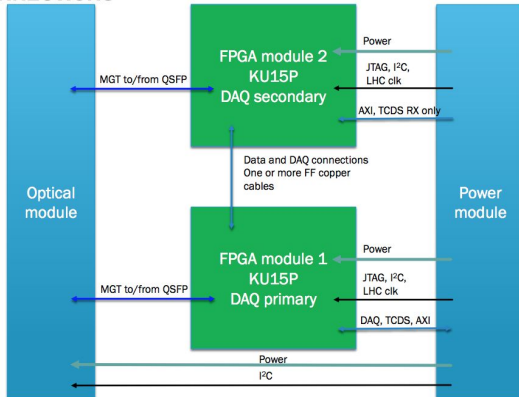 FPGA module 2
KU15P
DAQ secondary
Power
JTAG, I²C,
LHC clk
AXI, TCDS RX only
MGT to/from QSFP
Data and DAQ connections
One or more FF copper
cables
Optical
module
Power
module
FPGA module 1
KU15P
DAQ primary
Power
JTAG, I²C,
LHC clk
DAQ, TCDS, AXI
MGT to/from QSFP
Power
I²C